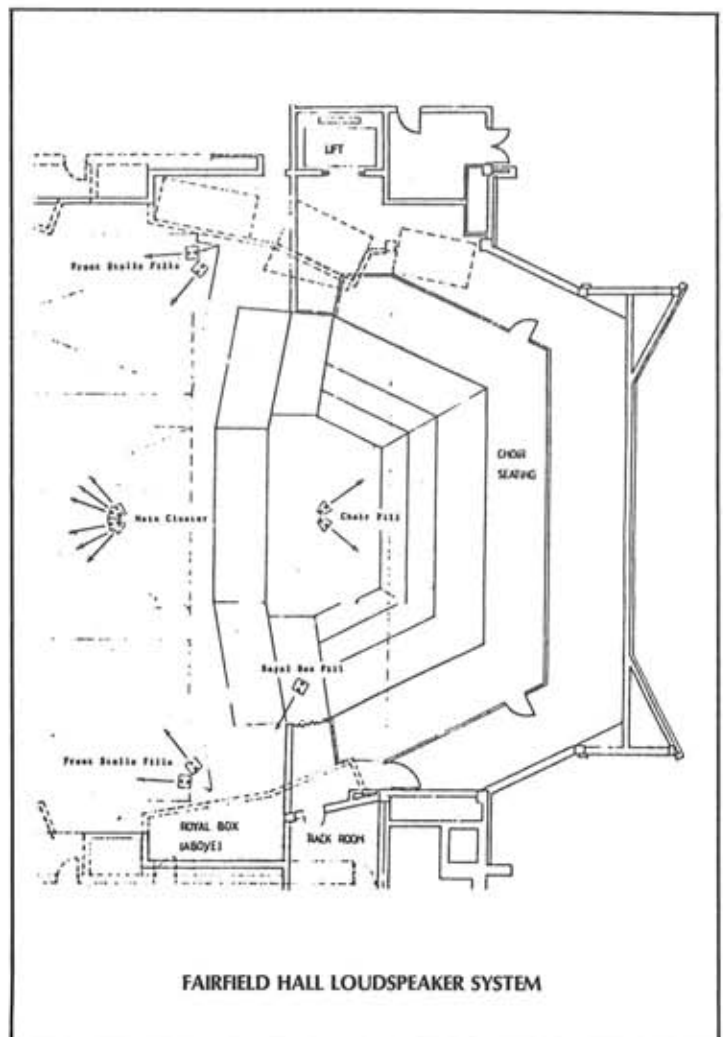 LIFT
Front Stalls Fills
CHOIR
SEATING
Main Cluster
Choir Fill
Royal Box Fill
Front Stalls Fills
ROYAL BOX
(ABOVE)
RACK ROOM
FAIRFIELD HALL LOUDSPEAKER SYSTEM